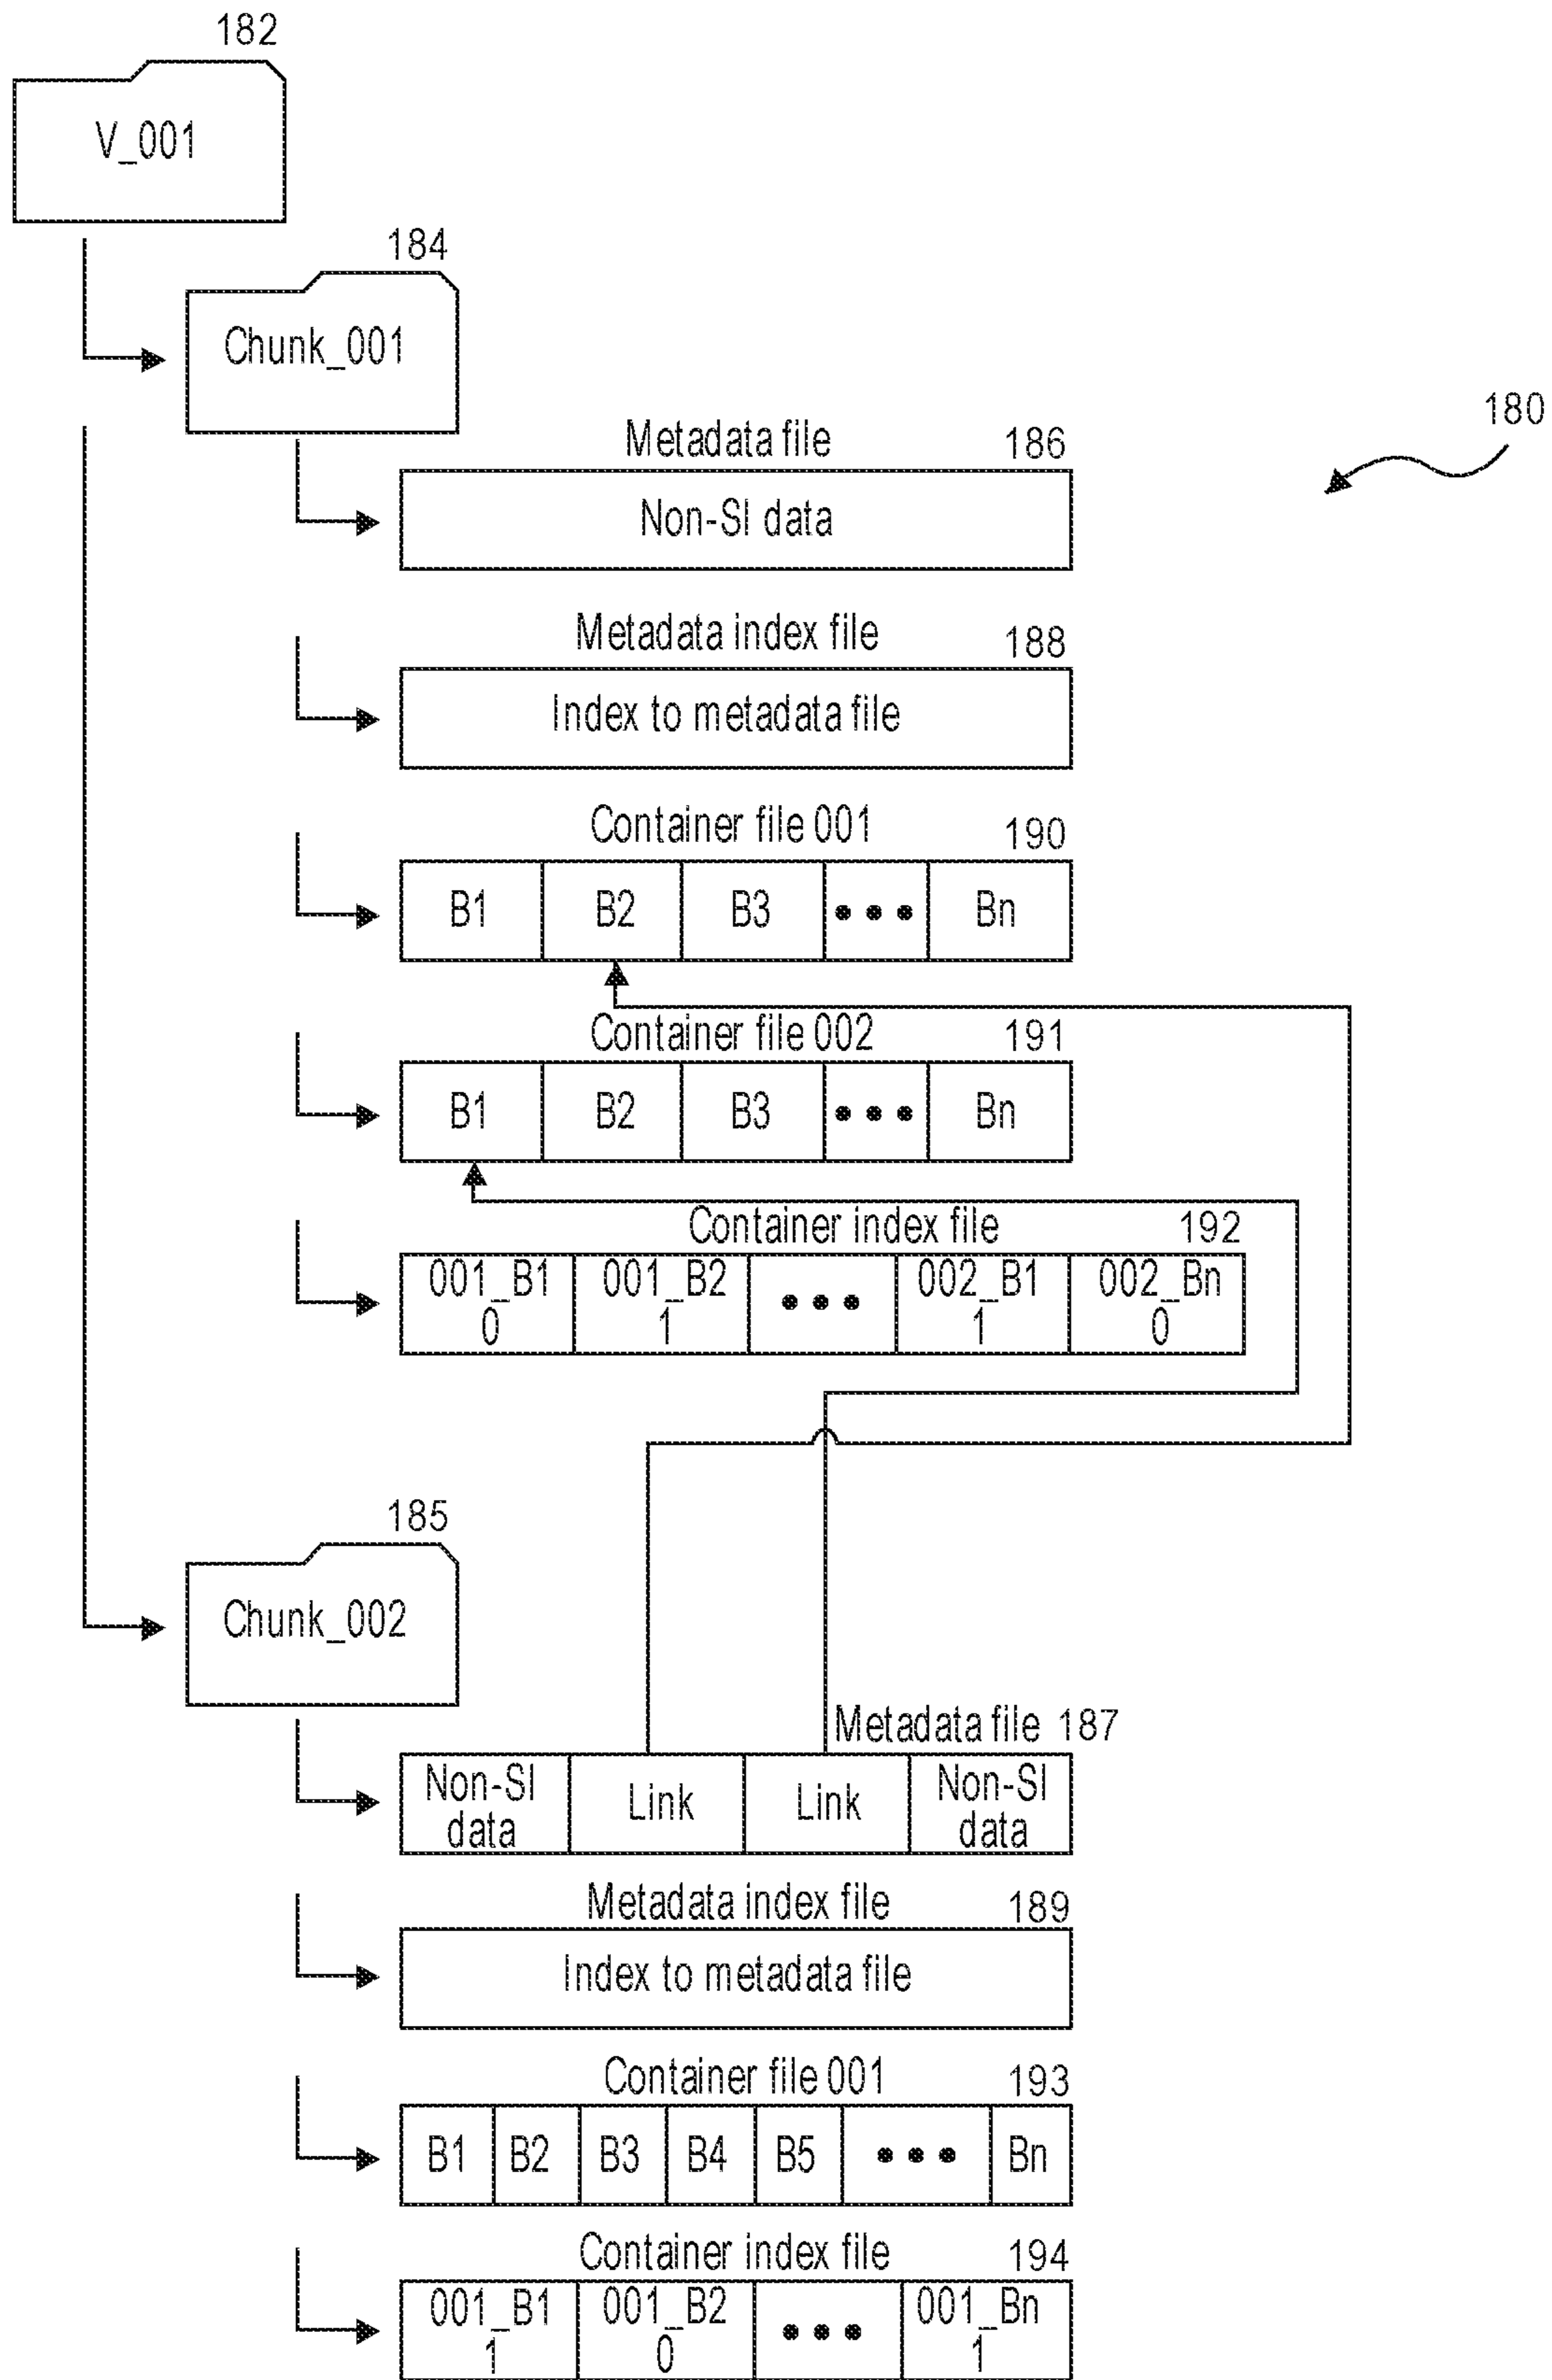 182
V_001
184
Chunk_001
180
Metadata file 186
Non-SI data
Metadata index file 188
Index to metadata file
Container file 001 190
B1 B2 B3 ••• Bn
Container file 002 191
B1 B2 B3 ••• Bn
Container index file 192
001_B1 001_B2 ••• 002_B1 002_Bn
0 1 1 0
185
Chunk_002
Metadata file 187
Non-SI Link Link Non-SI
data data
Metadata index file 189
Index to metadata file
Container file 001 193
B1 B2 B3 B4 B5 ••• Bn
Container index file 194
001_B1 001_B2 ••• 001_Bn
1 0 1